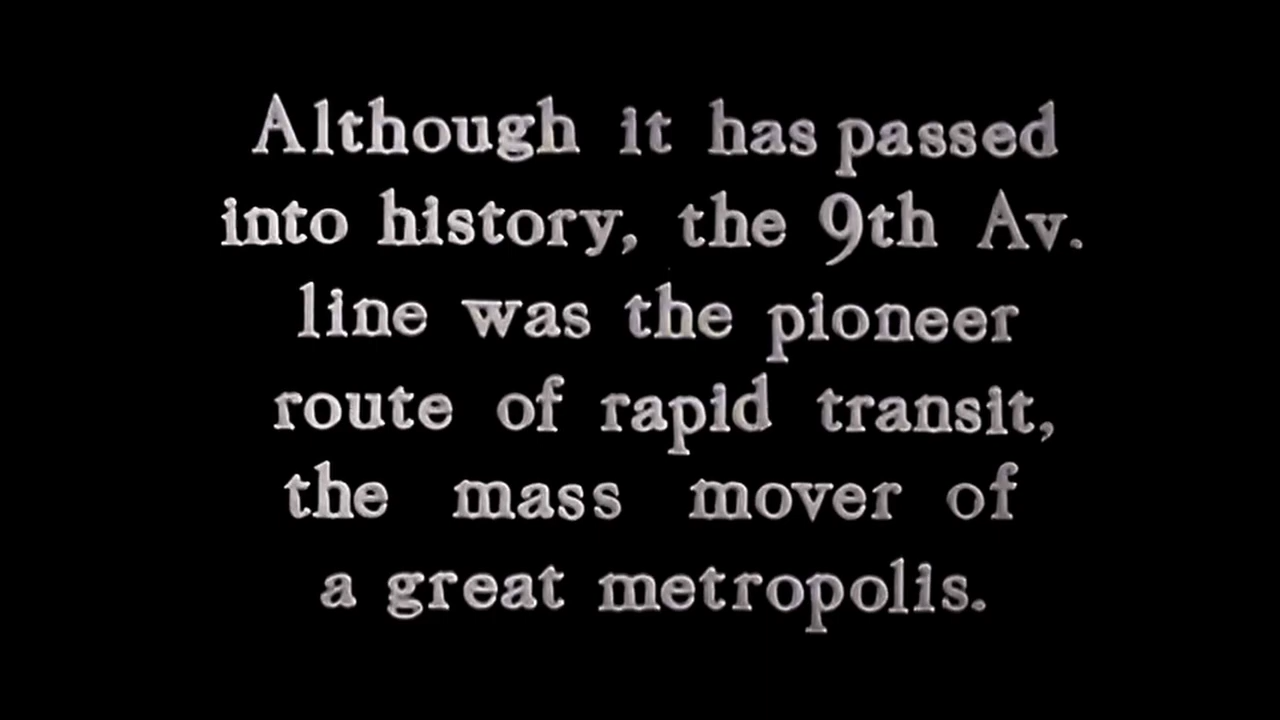 Although it has passed
into history, the 9th Av.
line was the pioneer
route of rapid transit,
the mass mover of
a great metropolis.